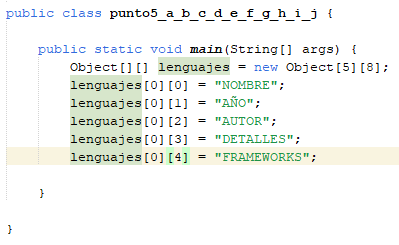 public class punto5_a_b_c_d_e_f_g_h_i_j {
public static void main(String[] args) {
Object[][] lenguajes = new Object[5][8];
lenguajes[0][0] = "NOMBRE";
lenguajes[0][1] = "AÑO";
lenguajes[0][2] = "AUTOR";
lenguajes[0][3] = "DETALLES";
lenguajes[0][4] = "FRAMEWORKS";
}
}